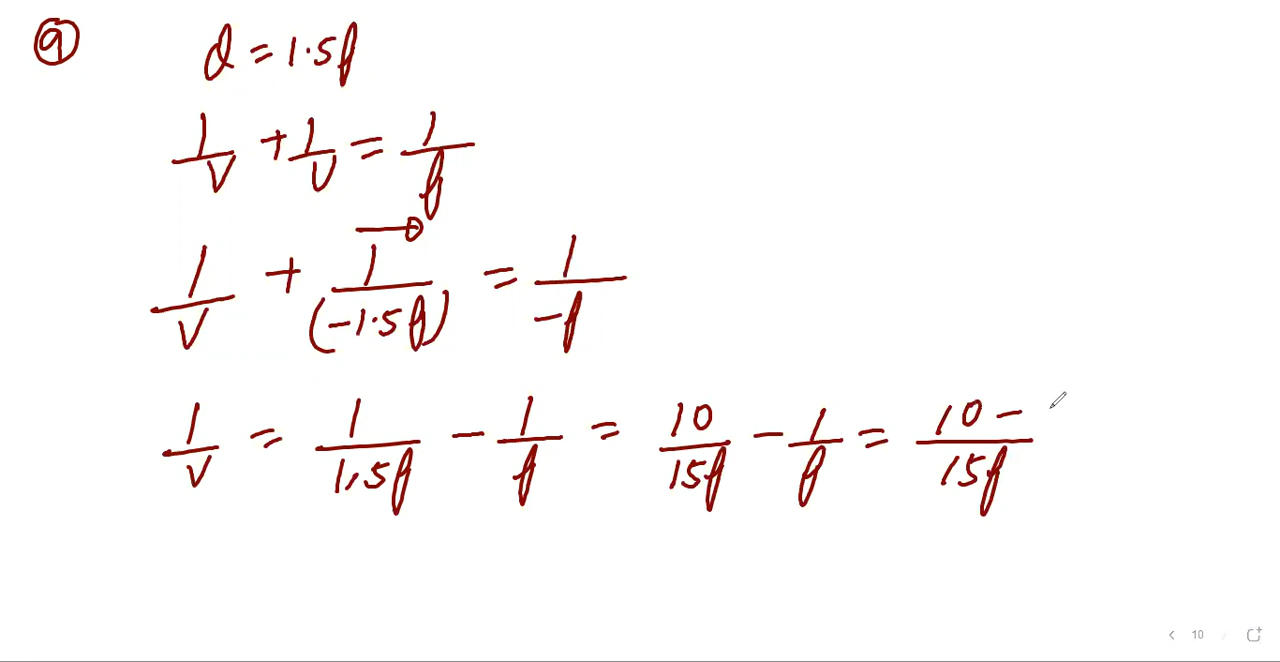 9 d = 1.5f
1/v + 1/v = 1/f
1/v + 1/(-1.5f) = 1/-f
1/v = 1/1.5f - 1/f = 10/15f - 1/f = 10 - /15f
< 10 /